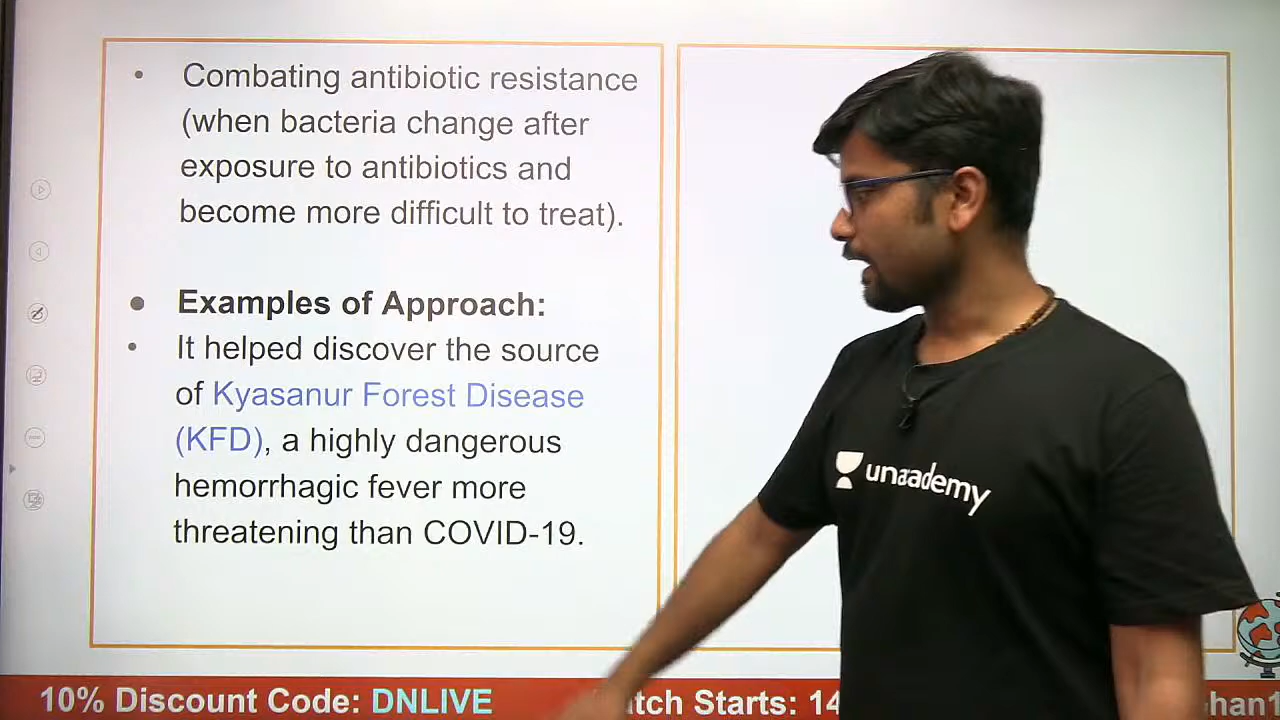 Combating antibiotic resistance
(when bacteria change after
exposure to antibiotics and
become more difficult to treat).
Examples of Approach:
It helped discover the source
of Kyasanur Forest Disease
(KFD), a highly dangerous
hemorrhagic fever more
threatening than COVID-19.
unacademy
10% Discount Code: DNLIVE
Starts: 14